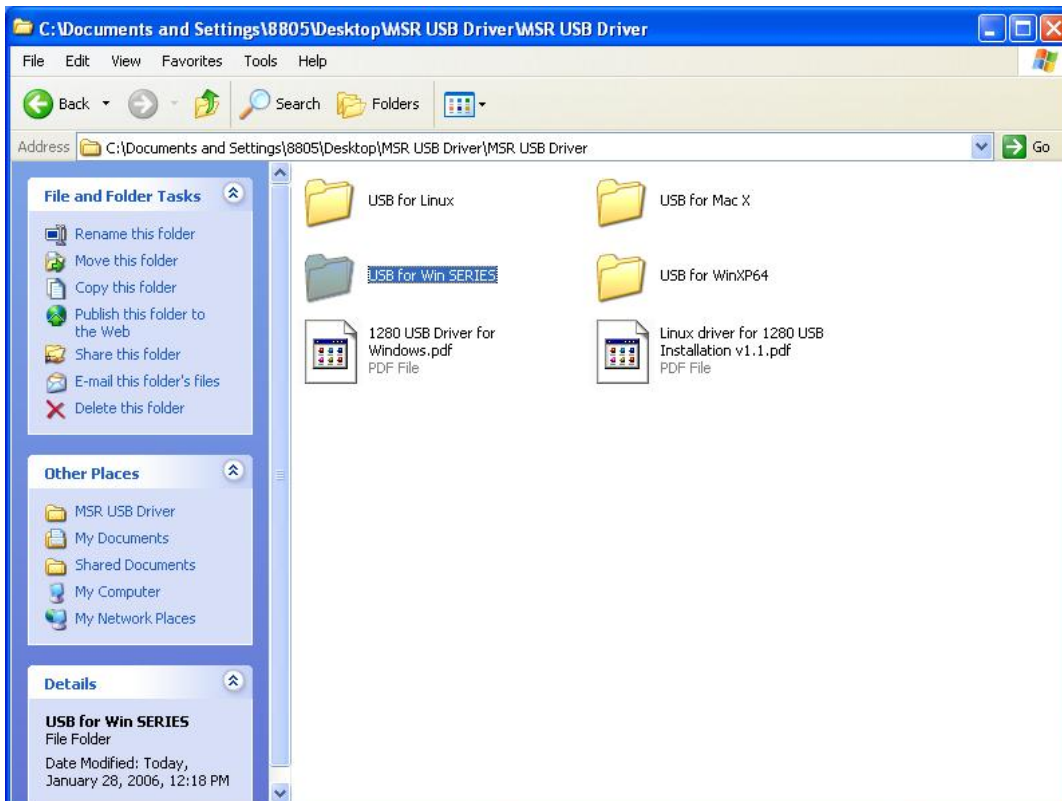 C:\Documents and Settings\8805\Desktop\MSR USB Driver\MSR USB Driver
File Edit View Favorites Tools Help
Back Search Folders
Address C:\Documents and Settings\8805\Desktop\MSR USB Driver\MSR USB Driver Go
File and Folder Tasks
Rename this folder
Move this folder
Copy this folder
Publish this folder to
the Web
Share this folder
E-mail this folder's files
Delete this folder
Other Places
MSR USB Driver
My Documents
Shared Documents
My Computer
My Network Places
Details
USB for Win SERIES
File Folder
Date Modified: Today,
January 28, 2006, 12:18 PM
USB for Linux
USB for Mac X
USB for Win SERIES
USB for WinXP64
1280 USB Driver for
Windows.pdf
PDF File
Linux driver for 1280 USB
Installation v1.1.pdf
PDF File